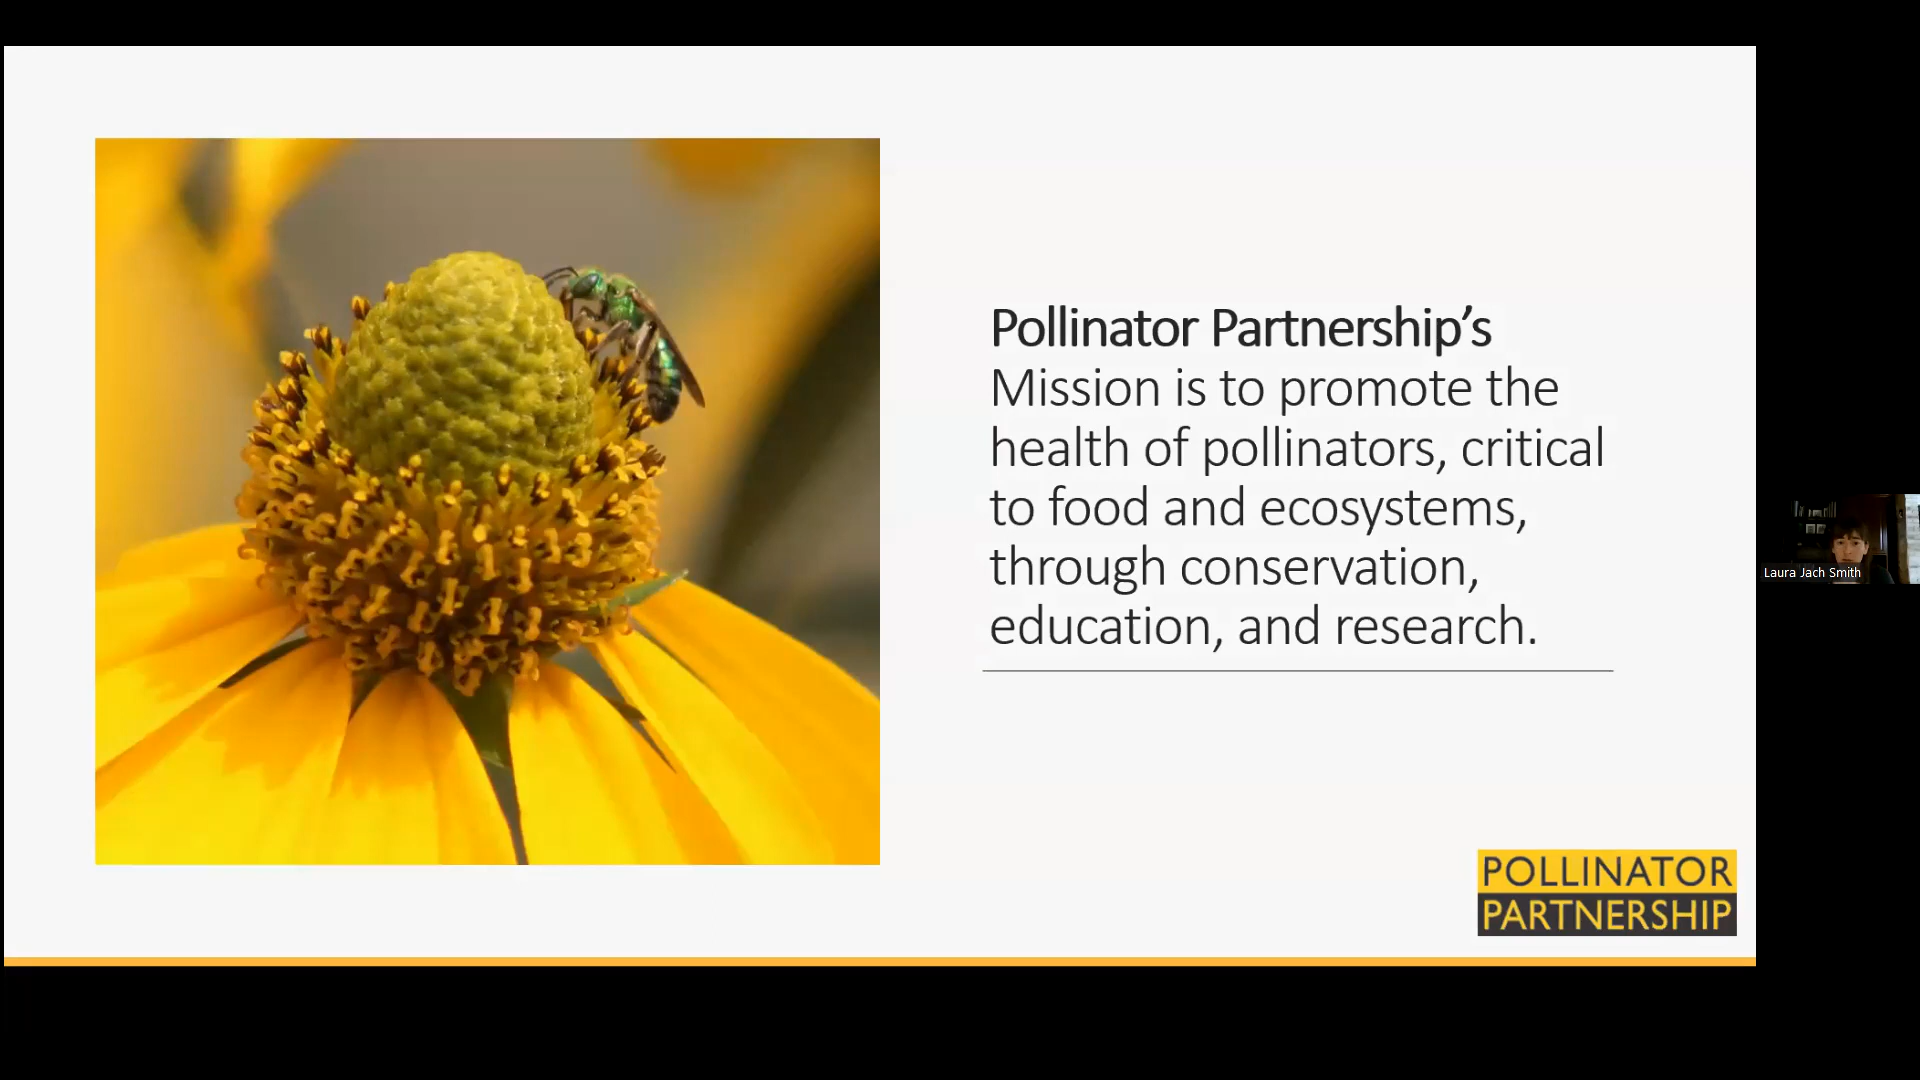 Pollinator Partnership’s
Mission is to promote the
health of pollinators, critical
to food and ecosystems,
through conservation,
education, and research.
POLLINATOR
PARTNERSHIP
Laura Jach Smith